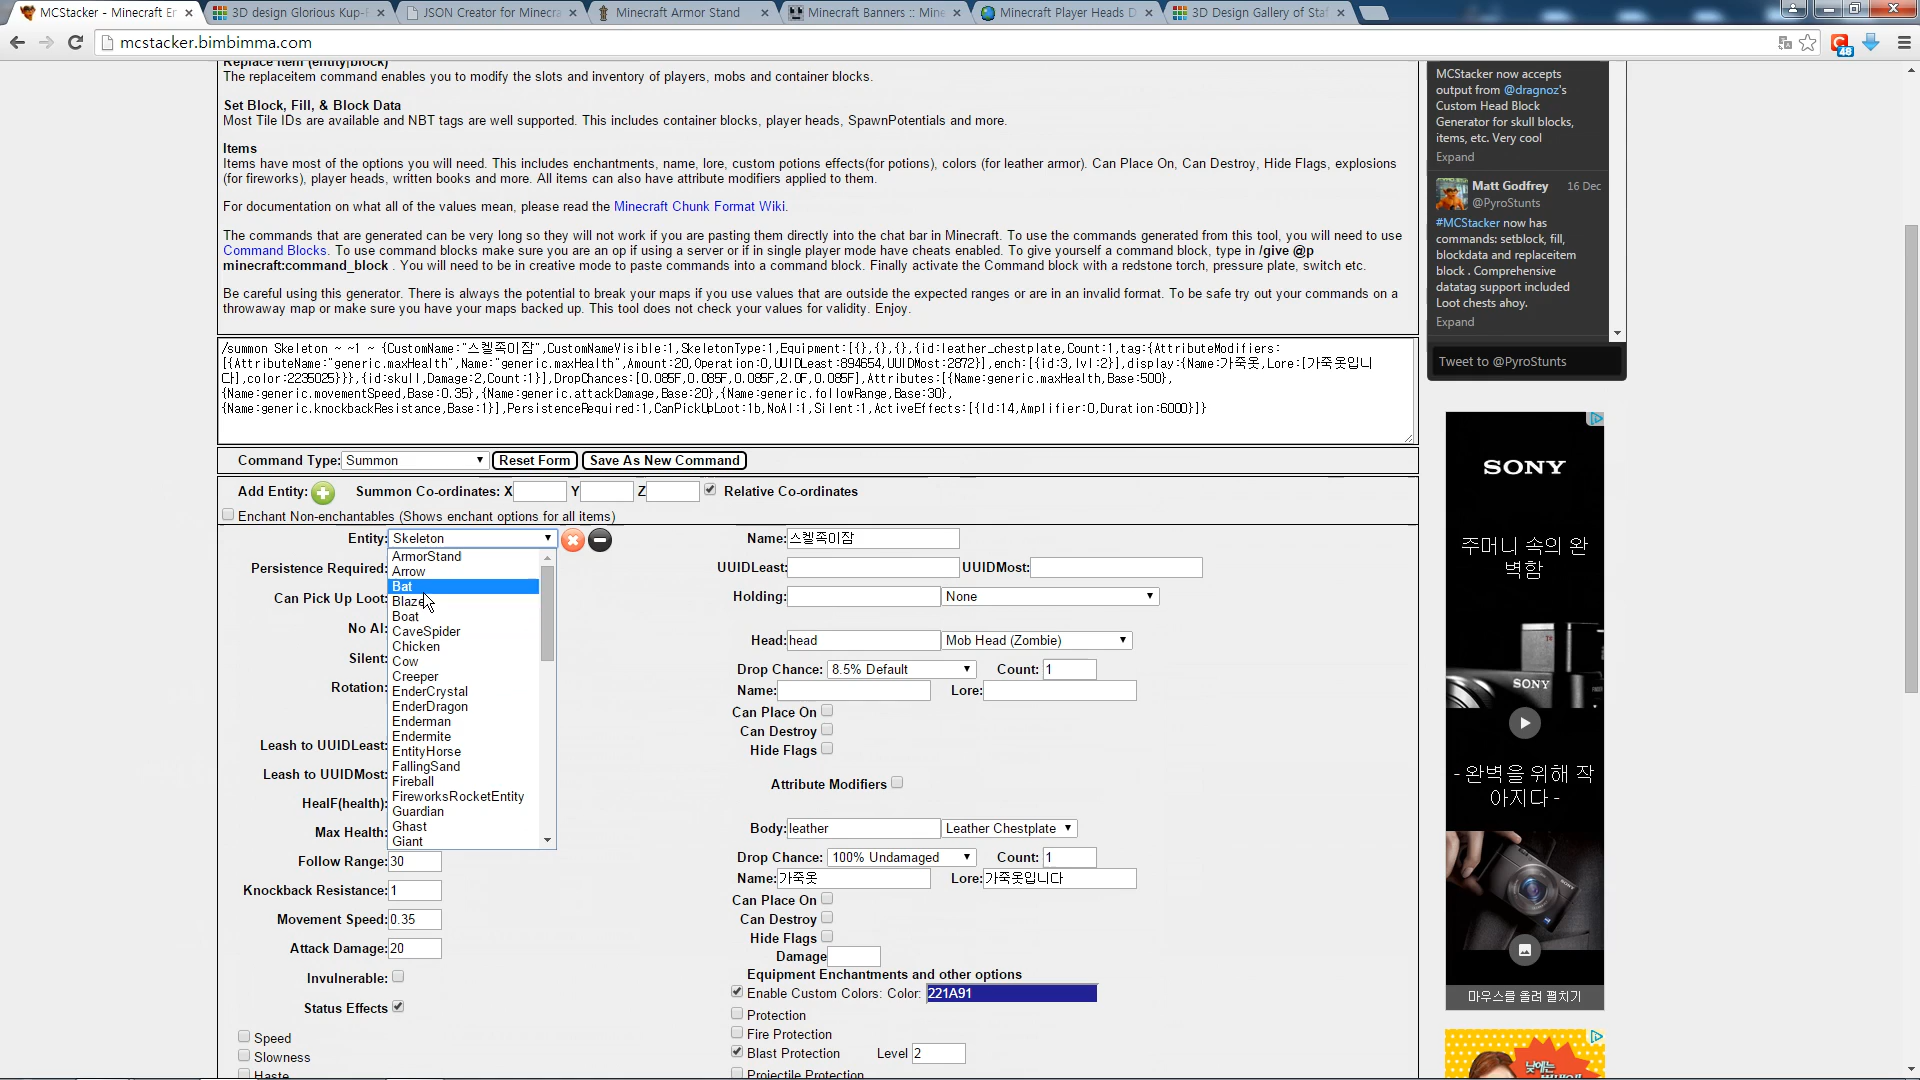 MCStacker - Minecraft En
3D design Glorious Kup-F
JSON Creator for Minecra
Minecraft Armor Stand
Minecraft Banners :: Mine
Minecraft Player Heads D
3D Design Gallery of Staf
mcstacker.bimbimma.com
48
Replace Item (entity|block)
The replaceitem command enables you to modify the slots and inventory of players, mobs and container blocks.
Set Block, Fill, & Block Data
Most Tile IDs are available and NBT tags are well supported. This includes container blocks, player heads, SpawnPotentials and more.
Items
Items have most of the options you will need. This includes enchantments, name, lore, custom potions effects(for potions), colors (for leather armor). Can Place On, Can Destroy, Hide Flags, explosions
(for fireworks), player heads, written books and more. All items can also have attribute modifiers applied to them.
For documentation on what all of the values mean, please read the Minecraft Chunk Format Wiki.
The commands that are generated can be very long so they will not work if you are pasting them directly into the chat bar in Minecraft. To use the commands generated from this tool, you will need to use
Command Blocks. To use command blocks make sure you are an op if using a server or if in single player mode have cheats enabled. To give yourself a command block, type in /give @p
minecraft:command_block . You will need to be in creative mode to paste commands into a command block. Finally activate the Command block with a redstone torch, pressure plate, switch etc.
Be careful using this generator. There is always the potential to break your maps if you use values that are outside the expected ranges or are in an invalid format. To be safe try out your commands on a
throwaway map or make sure you have your maps backed up. This tool does not check your values for validity. Enjoy.
/summon Skeleton ~ ~1 ~ {CustomName:"스켈족이잠",CustomNameVisible:1,SkeletonType:1,Equipment:[{},{},{},{id:leather_chestplate,Count:1,tag:{AttributeModifiers:
[{AttributeName:"generic.maxHealth",Name:"generic.maxHealth",Amount:20,Operation:0,UUIDLeast:894654,UUIDMost:2872}],ench:[{id:3,lvl:2}],display:{Name:가죽옷,Lore:[가죽옷입니
다],color:2235025}}},{id:skull,Damage:2,Count:1}],DropChances:[0.085F,0.085F,0.085F,2.0F,0.085F],Attributes:[{Name:generic.maxHealth,Base:500},
{Name:generic.movementSpeed,Base:0.35},{Name:generic.attackDamage,Base:20},{Name:generic.followRange,Base:30},
{Name:generic.knockbackResistance,Base:1}],PersistenceRequired:1,CanPickUpLoot:1b,NoAI:1,Silent:1,ActiveEffects:[{Id:14,Amplifier:0,Duration:6000}]}
Command Type: Summon Reset Form Save As New Command
Add Entity: Summon Co-ordinates: X Y Z Relative Co-ordinates
Enchant Non-enchantables (Shows enchant options for all items)
Entity: Skeleton
ArmorStand
Arrow
Bat
Blaze
Boat
CaveSpider
Chicken
Cow
Creeper
EnderCrystal
EnderDragon
Enderman
Endermite
EntityHorse
FallingSand
Fireball
FireworksRocketEntity
Guardian
Ghast
Giant
Persistence Required:
Can Pick Up Loot:
No AI:
Silent:
Rotation:
Leash to UUIDLeast:
Leash to UUIDMost:
HealF(health):
Max Health:
Follow Range: 30
Knockback Resistance: 1
Movement Speed: 0.35
Attack Damage: 20
Invulnerable:
Status Effects
Speed
Slowness
Haste
Name: 스켈족이잠
UUIDLeast: UUIDMost:
Holding: None
Head: head Mob Head (Zombie)
Drop Chance: 8.5% Default Count: 1
Name: Lore:
Can Place On
Can Destroy
Hide Flags
Attribute Modifiers
Body: leather Leather Chestplate
Drop Chance: 100% Undamaged Count: 1
Name: 가죽옷 Lore: 가죽옷입니다
Can Place On
Can Destroy
Hide Flags
Damage
Equipment Enchantments and other options
Enable Custom Colors: Color: 221A91
Protection
Fire Protection
Blast Protection Level 2
Projectile Protection
MCStacker now accepts
output from @dragnoz's
Custom Head Block
Generator for skull blocks,
items, etc. Very cool
Expand
Matt Godfrey 16 Dec
@PyroStunts
#MCStacker now has
commands: setblock, fill,
blockdata and replaceitem
block . Comprehensive
datatag support included
Loot chests ahoy.
Expand
Tweet to @PyroStunts
SONY
주머니 속의 완
벽함
SONY
- 완벽을 위해 작
아지다 -
마우스를 올려 펼치기